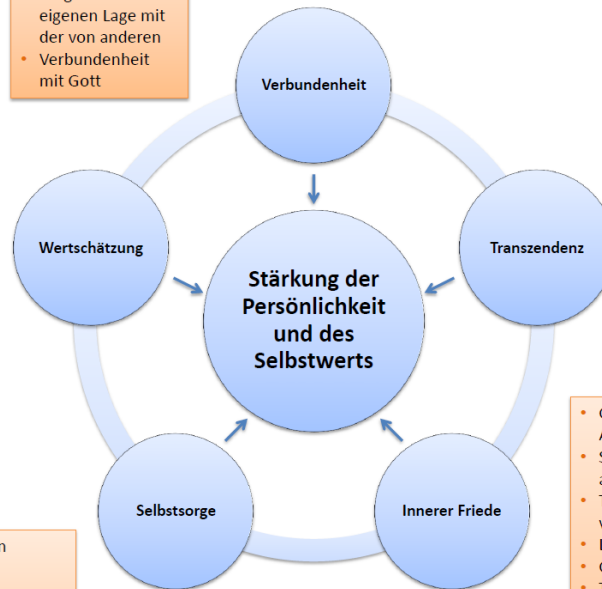 eigenen Lage mit
der von anderen
• Verbundenheit
mit Gott
Verbundenheit
Wertschätzung
Transzendenz
Stärkung der
Persönlichkeit
und des
Selbstwerts
Selbstsorge
Innerer Friede